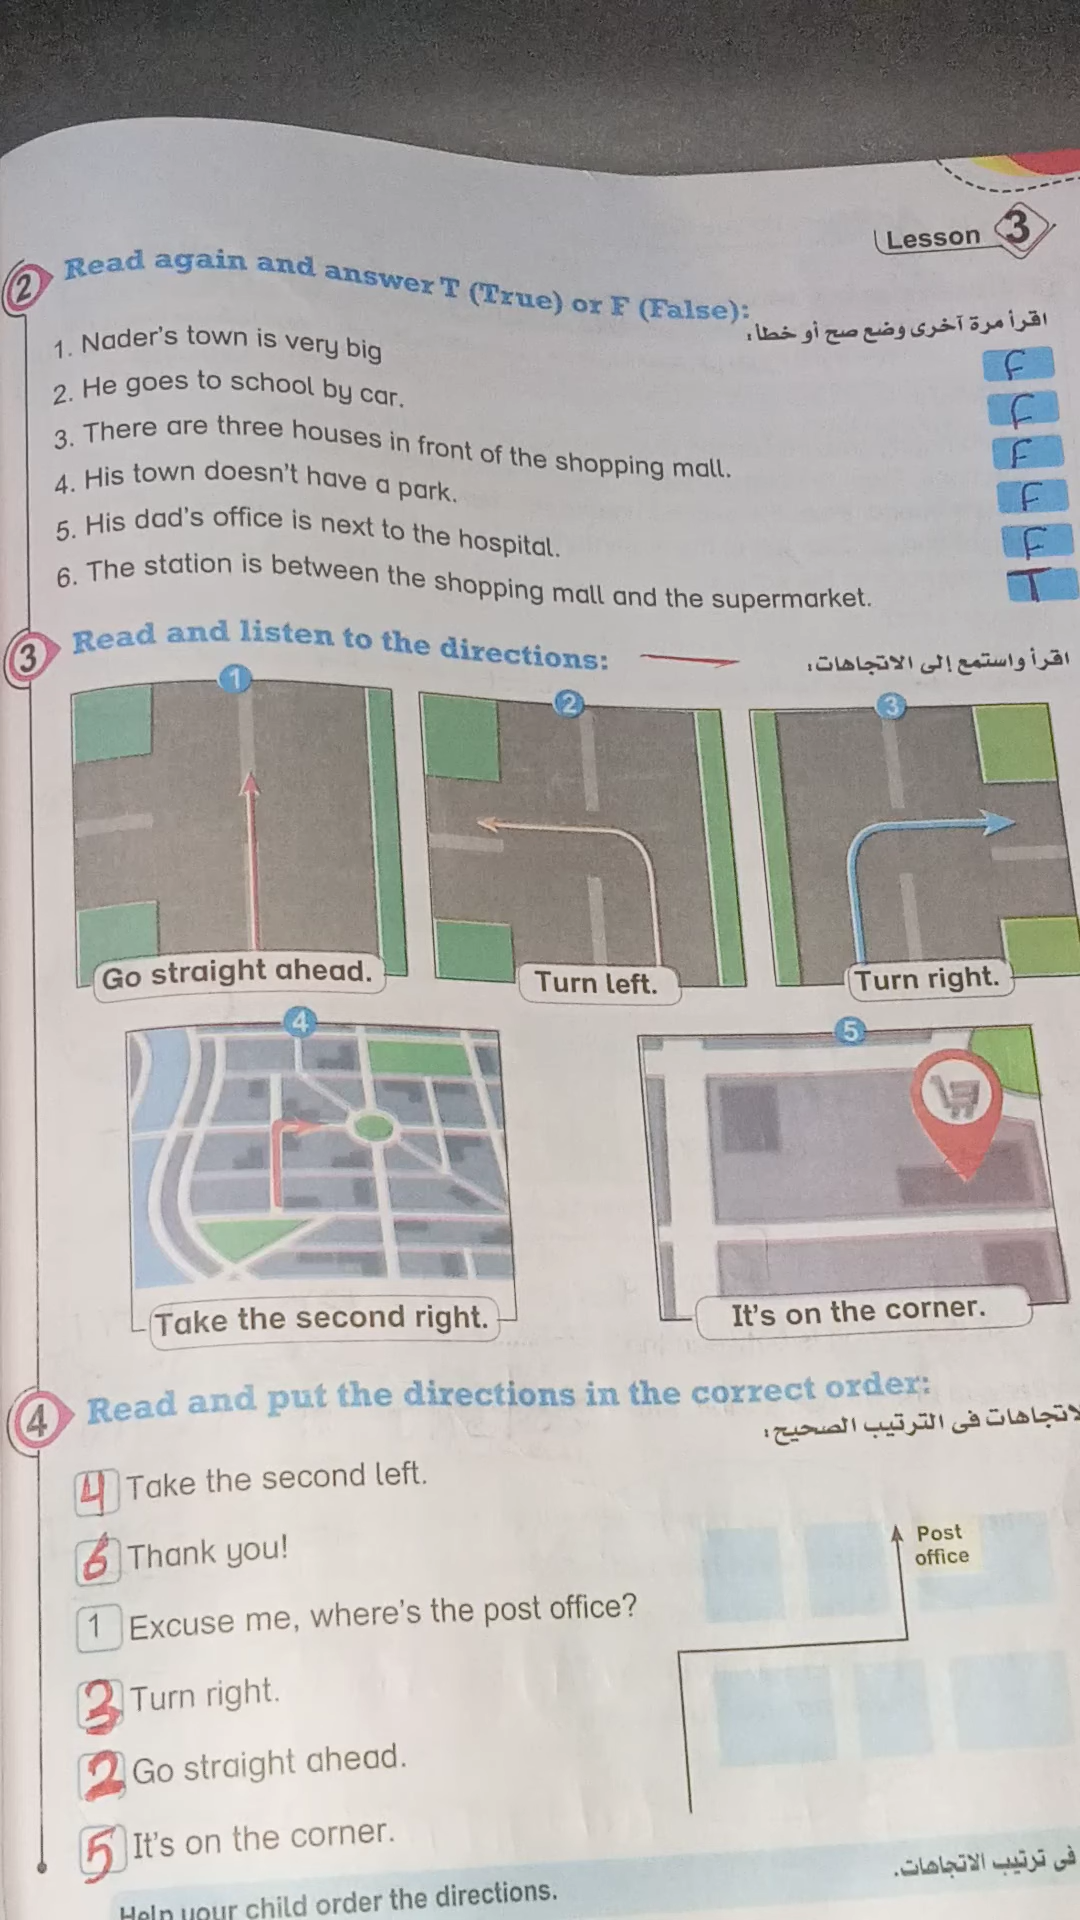 Lesson 3
2 Read again and answer T (True) or F (False):
اقرأ مرة آخرى وضع صح أو خطأ:
1. Nader's town is very big F
2. He goes to school by car. F
3. There are three houses in front of the shopping mall. F
4. His town doesn't have a park. F
5. His dad's office is next to the hospital. F
6. The station is between the shopping mall and the supermarket. T
3 Read and listen to the directions:
اقرأ واستمع إلى الاتجاهات:
1
Go straight ahead.
2
Turn left.
3
Turn right.
4
Take the second right.
5
It's on the corner.
4 Read and put the directions in the correct order:
فى الترتيب الصحيح:
4 Take the second left.
6 Thank you!
1 Excuse me, where's the post office?
3 Turn right.
2 Go straight ahead.
5 It's on the corner.
Post
office
Help your child order the directions.
فى ترتيب الاتجاهات.